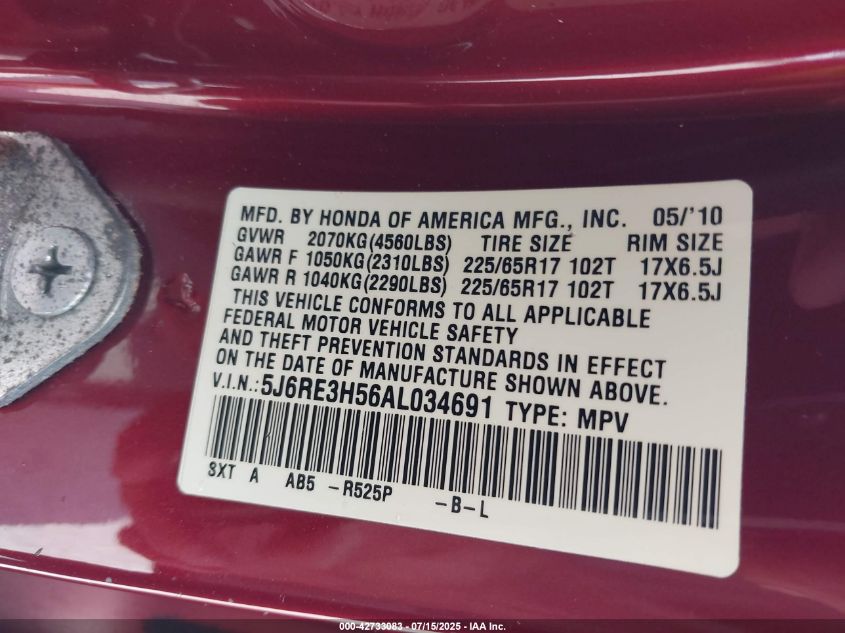 MFD. BY HONDA OF AMERICA MFG., INC. 05/'10
GVWR 2070KG(4560LBS) TIRE SIZE RIM SIZE
GAWR F 1050KG(2310LBS) 225/65R17 102T 17X6.5J
GAWR R 1040KG(2290LBS) 225/65R17 102T 17X6.5J
THIS VEHICLE CONFORMS TO ALL APPLICABLE
FEDERAL MOTOR VEHICLE SAFETY
AND THEFT PREVENTION STANDARDS IN EFFECT
ON THE DATE OF MANUFACTURE SHOWN ABOVE.
V.I.N.:5J6RE3H56AL034691 TYPE: MPV
SXT A AB5 -R525P -B-L
000-42733083 - 07/15/2025 - IAA Inc.